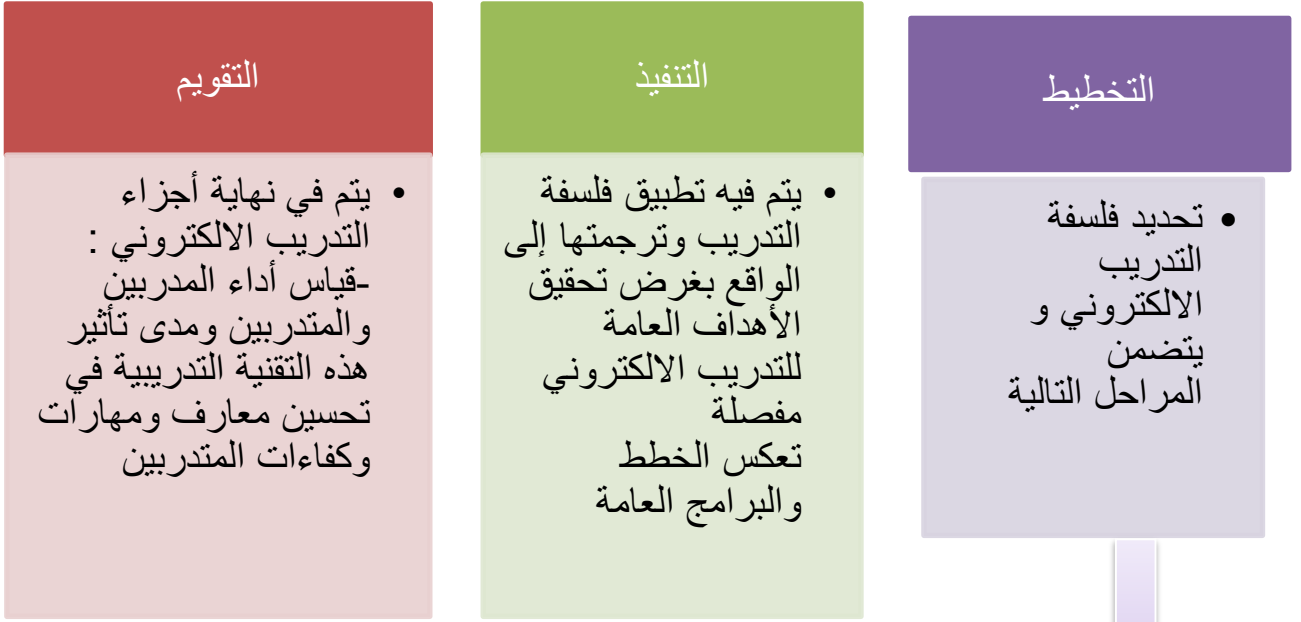 التخطيط
• تحديد فلسفة
التدريب
الالكتروني و
يتضمن
المراحل التالية
التنفيذ
• يتم فيه تطبيق فلسفة
التدريب وترجمتها إلى
الواقع بغرض تحقيق
الأهداف العامة
للتدريب الالكتروني
مفصلة
تعكس الخطط
والبرامج العامة
التقويم
• يتم في نهاية أجزاء
التدريب الالكتروني :
-قياس أداء المدربين
والمتدربين ومدى تأثير
هذه التقنية التدريبية في
تحسين معارف ومهارات
وكفاءات المتدربين